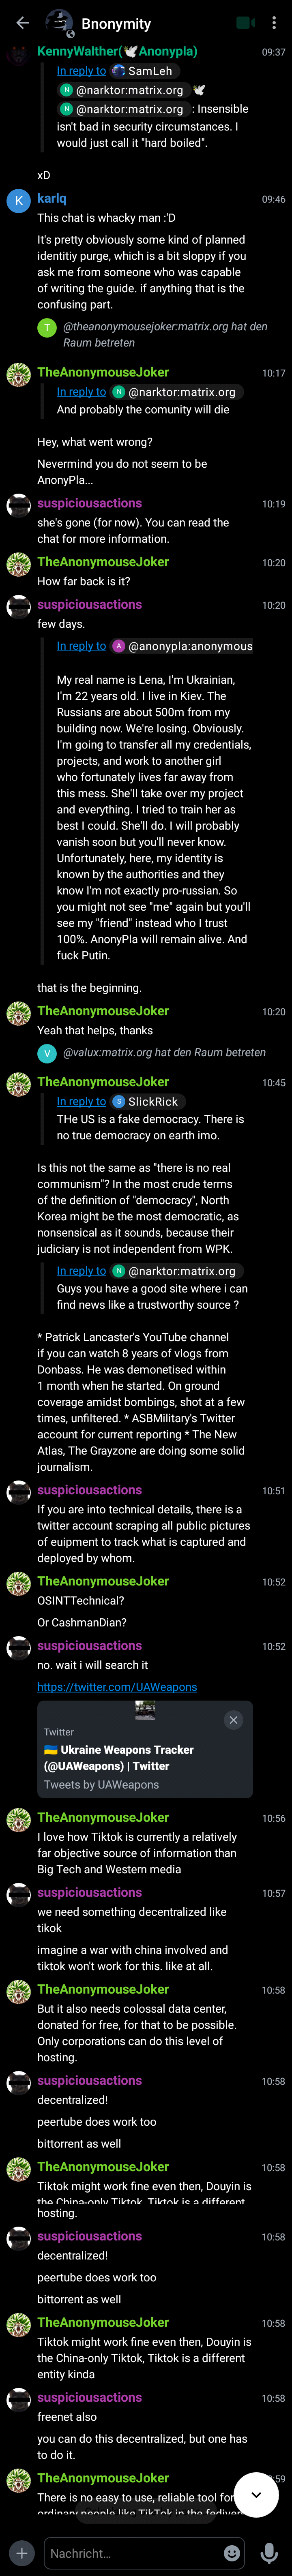 Bnonymity
KennyWalther(🕊Anonypla)
09:37
In reply to SamLeh
N @narktor:matrix.org 🕊
N @narktor:matrix.org : Insensible
isn't bad in security circumstances. I
would just call it "hard boiled".
xD
K karlq
09:46
This chat is whacky man :'D
It's pretty obviously some kind of planned
identitiy purge, which is a bit sloppy if you
ask me from someone who was capable
of writing the guide. if anything that is the
confusing part.
T @theanonymousejoker:matrix.org hat den
Raum betreten
TheAnonymouseJoker
10:17
In reply to N @narktor:matrix.org
And probably the comunity will die
Hey, what went wrong?
Nevermind you do not seem to be
AnonyPla...
suspiciousactions
10:19
she's gone (for now). You can read the
chat for more information.
TheAnonymouseJoker
10:20
How far back is it?
suspiciousactions
10:20
few days.
In reply to A @anonypla:anonymous
My real name is Lena, I'm Ukrainian,
I'm 22 years old. I live in Kiev. The
Russians are about 500m from my
building now. We're losing. Obviously.
I'm going to transfer all my credentials,
projects, and work to another girl
who fortunately lives far away from
this mess. She'll take over my project
and everything. I tried to train her as
best I could. She'll do. I will probably
vanish soon but you'll never know.
Unfortunately, here, my identity is
known by the authorities and they
know I'm not exactly pro-russian. So
you might not see "me" again but you'll
see my "friend" instead who I trust
100%. AnonyPla will remain alive. And
fuck Putin.
that is the beginning.
TheAnonymouseJoker
10:20
Yeah that helps, thanks
V @valux:matrix.org hat den Raum betreten
TheAnonymouseJoker
10:45
In reply to S SlickRick
THe US is a fake democracy. There is
no true democracy on earth imo.
Is this not the same as "there is no real
communism"? In the most crude terms
of the definition of "democracy", North
Korea might be the most democratic, as
nonsensical as it sounds, because their
judiciary is not independent from WPK.
In reply to N @narktor:matrix.org
Guys you have a good site where i can
find news like a trustworthy source ?
* Patrick Lancaster's YouTube channel
if you can watch 8 years of vlogs from
Donbass. He was demonetised within
1 month when he started. On ground
coverage amidst bombings, shot at a few
times, unfiltered. * ASBMilitary's Twitter
account for current reporting * The New
Atlas, The Grayzone are doing some solid
journalism.
suspiciousactions
10:51
If you are into technical details, there is a
twitter account scraping all public pictures
of euipment to track what is captured and
deployed by whom.
TheAnonymouseJoker
10:52
OSINTTechnical?
Or CashmanDian?
suspiciousactions
10:52
no. wait i will search it
https://twitter.com/UAWeapons
Twitter
🇺🇦 Ukraine Weapons Tracker
(@UAWeapons) | Twitter
Tweets by UAWeapons
TheAnonymouseJoker
10:56
I love how Tiktok is currently a relatively
far objective source of information than
Big Tech and Western media
suspiciousactions
10:57
we need something decentralized like
tikok
imagine a war with china involved and
tiktok won't work for this. like at all.
TheAnonymouseJoker
10:58
But it also needs colossal data center,
donated for free, for that to be possible.
Only corporations can do this level of
hosting.
suspiciousactions
10:58
decentralized!
peertube does work too
bittorrent as well
TheAnonymouseJoker
10:58
Tiktok might work fine even then, Douyin is
the China-only Tiktok, Tiktok is a different
hosting.
suspiciousactions
10:58
decentralized!
peertube does work too
bittorrent as well
TheAnonymouseJoker
10:58
Tiktok might work fine even then, Douyin is
the China-only Tiktok, Tiktok is a different
entity kinda
suspiciousactions
10:58
freenet also
you can do this decentralized, but one has
to do it.
TheAnonymouseJoker
:59
There is no easy to use, reliable tool for
ordinary people like TikTok in the fediver
Nachricht...